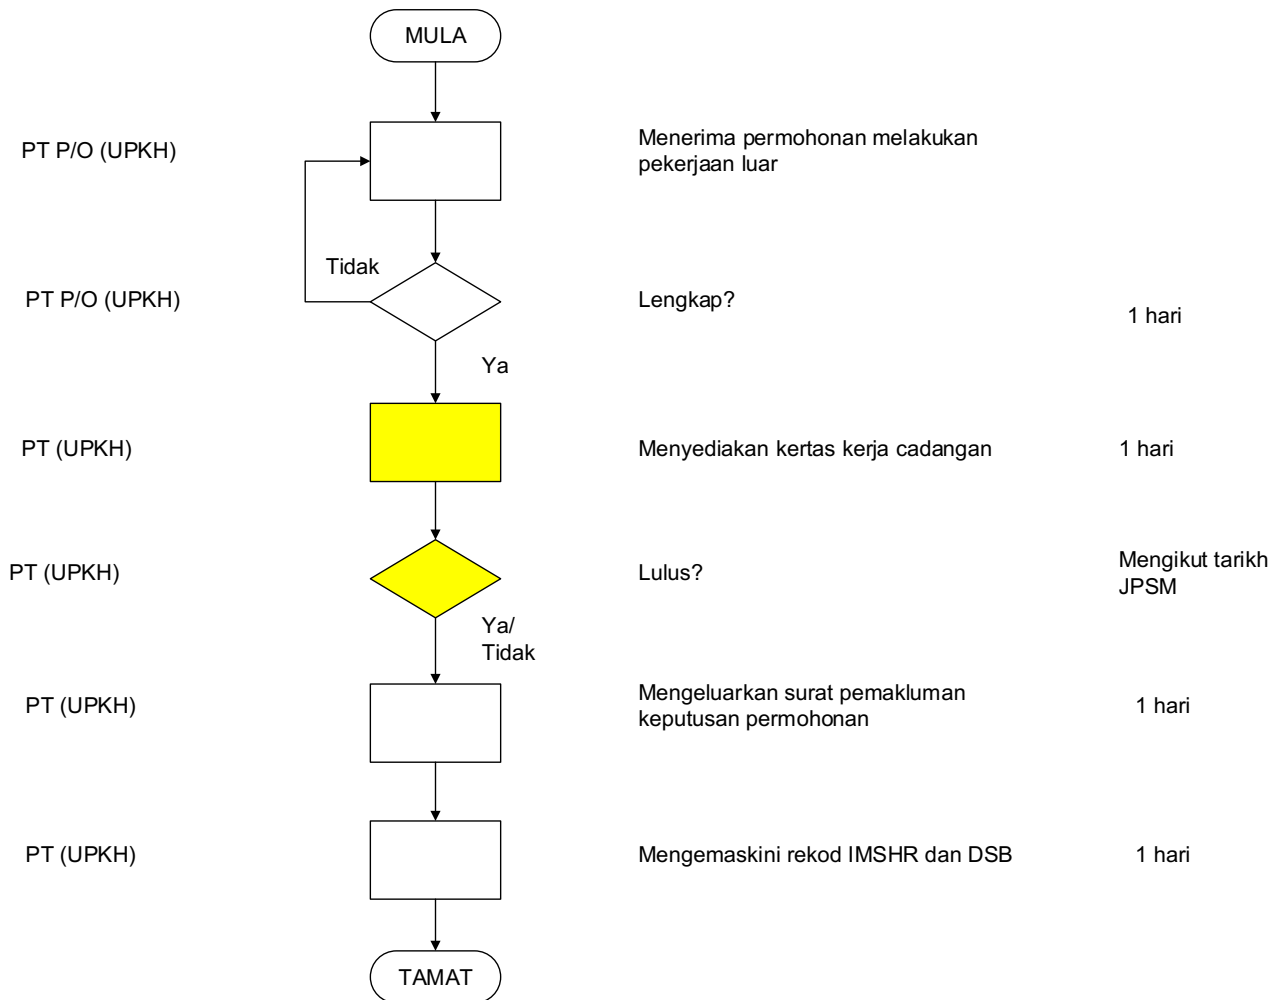 MULA
PT P/O (UPKH)
Menerima permohonan melakukan
pekerjaan luar
Tidak
PT P/O (UPKH)
Lengkap?
1 hari
Ya
PT (UPKH)
Menyediakan kertas kerja cadangan
1 hari
PT (UPKH)
Lulus?
Mengikut tarikh
JPSM
Ya/
Tidak
PT (UPKH)
Mengeluarkan surat pemakluman
keputusan permohonan
1 hari
PT (UPKH)
Mengemaskini rekod IMSHR dan DSB
1 hari
TAMAT